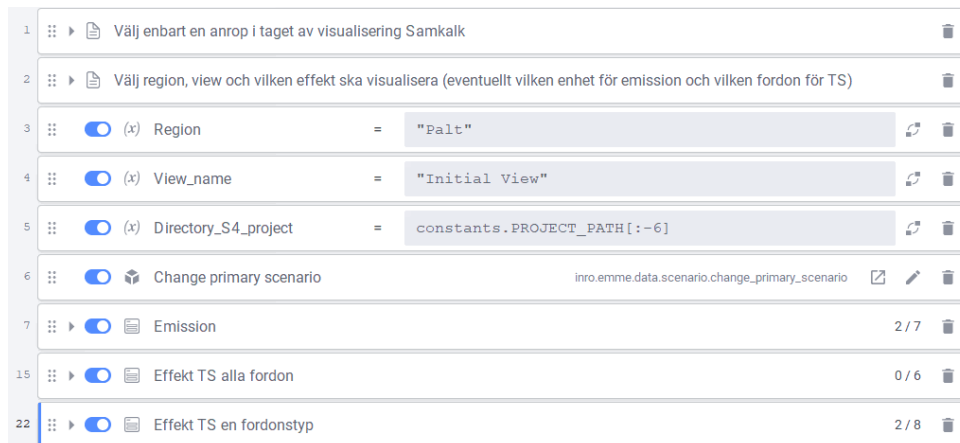 1 Välj enbart en anrop i taget av visualisering Samkalk
2 Välj region, view och vilken effekt ska visualisera (eventuellt vilken enhet för emission och vilken fordon för TS)
3 (x) Region = "Palt"
4 (x) View_name = "Initial View"
5 (x) Directory_S4_project = constants.PROJECT_PATH[:-6]
6 Change primary scenario inro.emme.data.scenario.change_primary_scenario
7 Emission 2/7
15 Effekt TS alla fordon 0/6
22 Effekt TS en fordonstyp 2/8